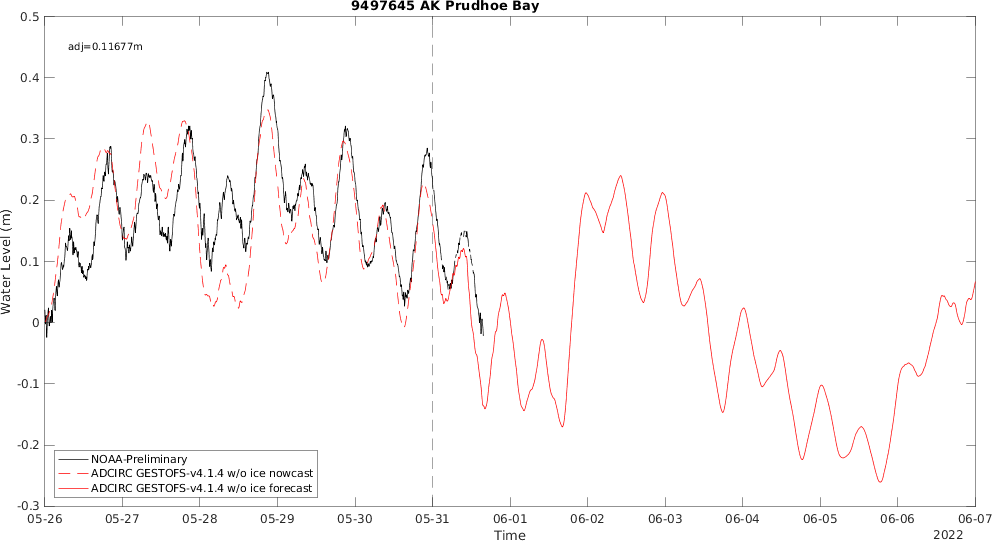 9497645 AK Prudhoe Bay
adj=0.11677m
0.5
0.4
0.3
0.2
0.1
0
-0.1
-0.2
-0.3
Water Level (m)
NOAA-Preliminary
ADCIRC GESTOFS-v4.1.4 w/o ice nowcast
ADCIRC GESTOFS-v4.1.4 w/o ice forecast
05-26 05-27 05-28 05-29 05-30 05-31 06-01 06-02 06-03 06-04 06-05 06-06 06-07
Time
2022